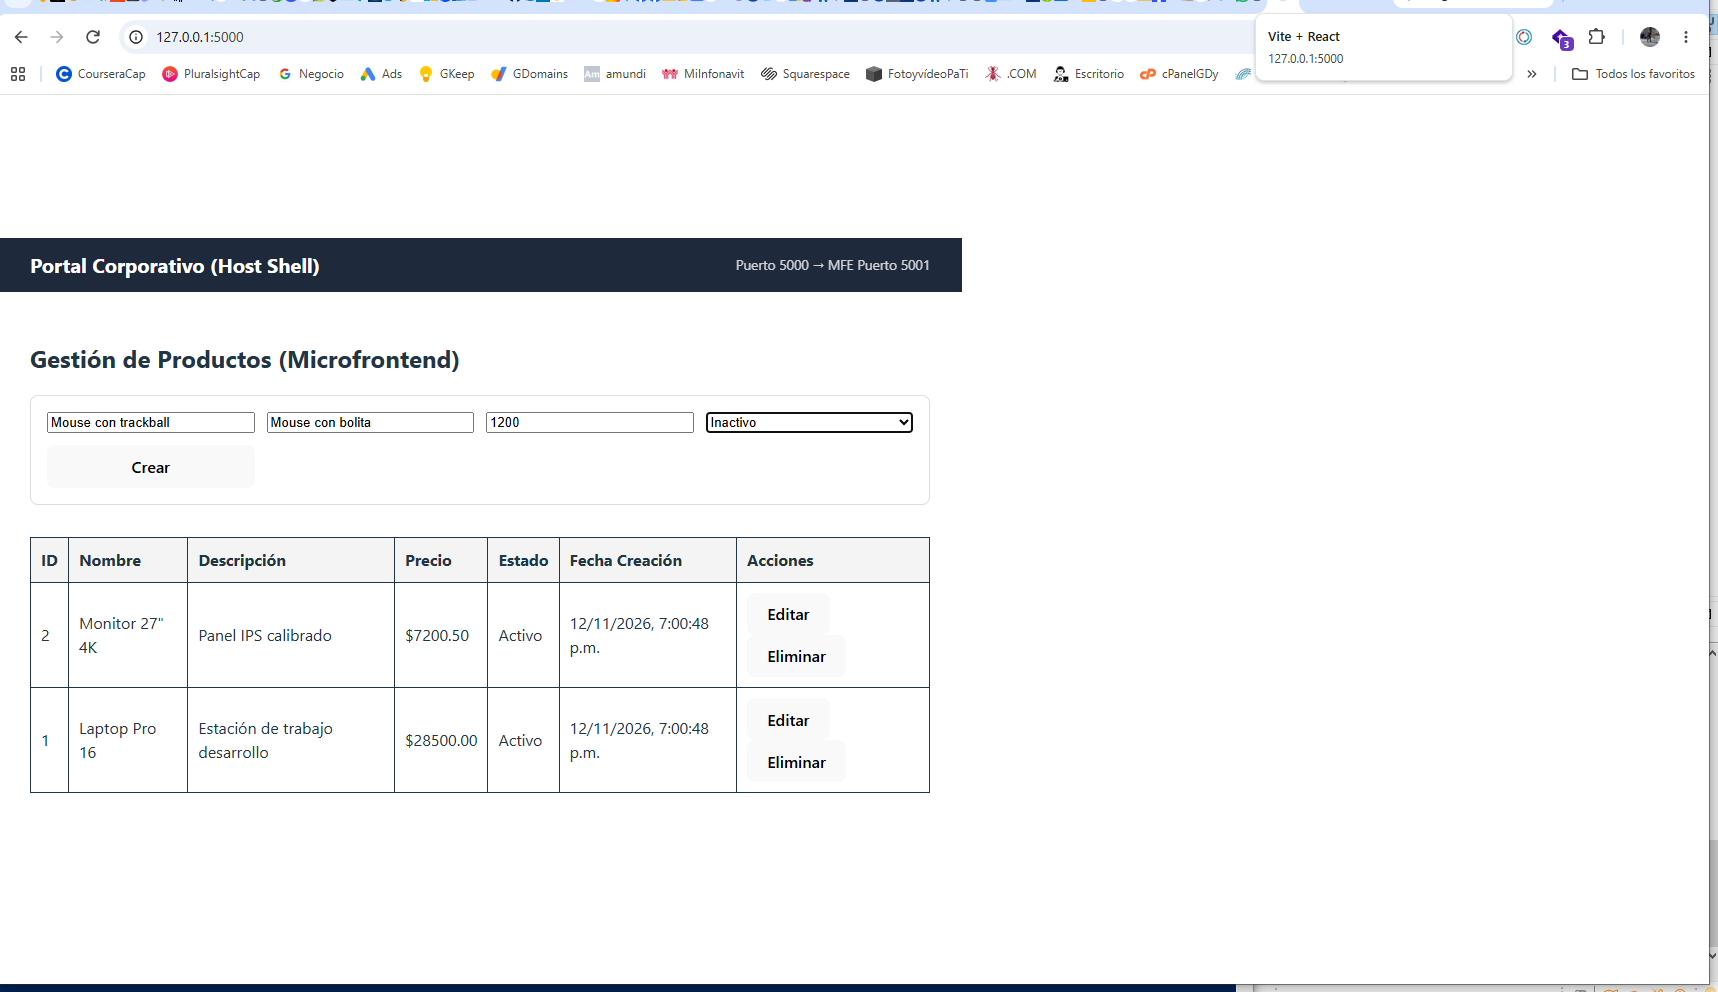 127.0.0.1:5000
Vite + React
127.0.0.1:5000
3
CourseraCap
PluralsightCap
Negocio
Ads
GKeep
GDomains
Am amundi
MiInfonavit
Squarespace
FotoyvídeoPaTi
.COM
Escritorio
cPanelGDy
Todos los favoritos
Portal Corporativo (Host Shell)
Puerto 5000 → MFE Puerto 5001
Gestión de Productos (Microfrontend)
Mouse con trackball
Mouse con bolita
1200
Inactivo
Crear
ID Nombre Descripción Precio Estado Fecha Creación Acciones
2
Monitor 27"
4K
Panel IPS calibrado
$7200.50
Activo
12/11/2026, 7:00:48
p.m.
Editar
Eliminar
1
Laptop Pro
16
Estación de trabajo
desarrollo
$28500.00
Activo
12/11/2026, 7:00:48
p.m.
Editar
Eliminar